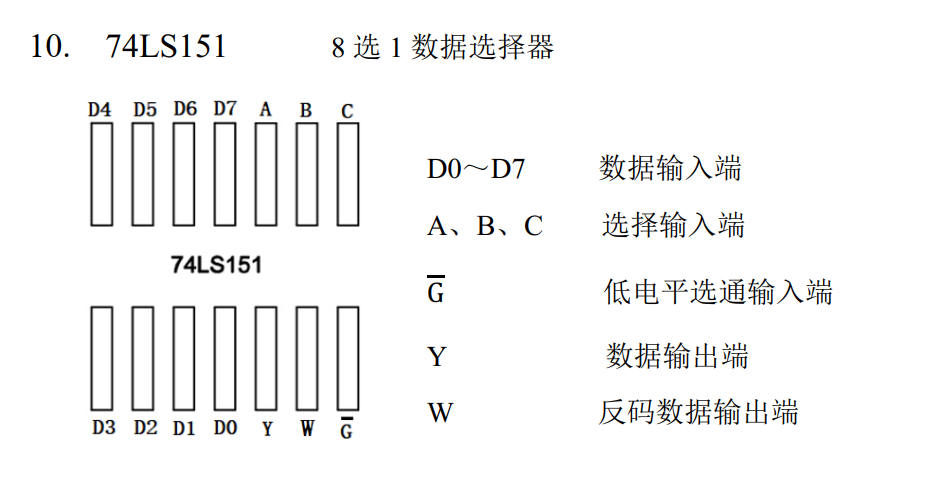 10. 74LS151 8 选 1 数据选择器
D4 D5 D6 D7 A B C
D0～D7 数据输入端
A、B、C 选择输入端
74LS151
G̅ 低电平选通输入端
Y 数据输出端
W 反码数据输出端
D3 D2 D1 D0 Y W G̅